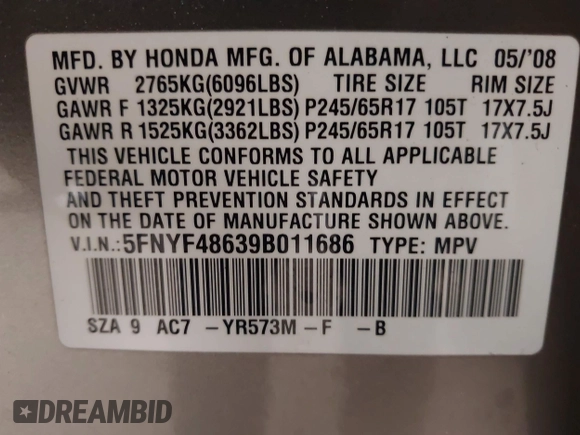 MFD. BY HONDA MFG. OF ALABAMA, LLC 05/'08
GVWR 2765KG(6096LBS) TIRE SIZE RIM SIZE
GAWR F 1325KG(2921LBS) P245/65R17 105T 17X7.5J
GAWR R 1525KG(3362LBS) P245/65R17 105T 17X7.5J
THIS VEHICLE CONFORMS TO ALL APPLICABLE
FEDERAL MOTOR VEHICLE SAFETY
AND THEFT PREVENTION STANDARDS IN EFFECT
ON THE DATE OF MANUFACTURE SHOWN ABOVE.
V.I.N.:5FNYF48639B011686 TYPE: MPV
SZA 9 AC7 -YR573M -F -B
DREAMBID